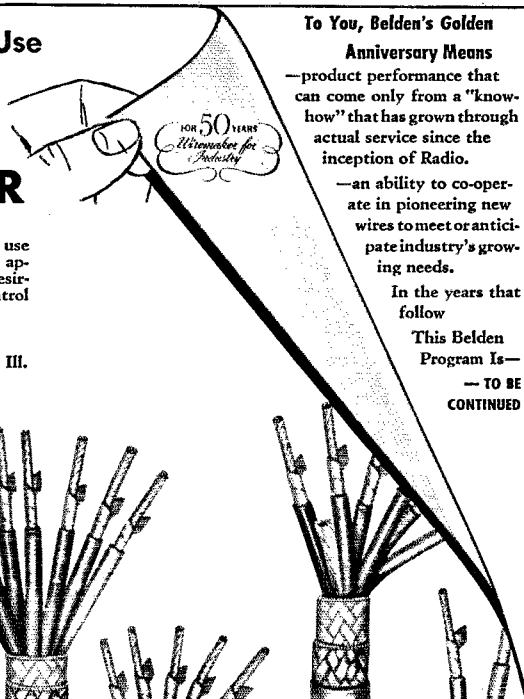 Use
R
use
ap-
esir-
trol
Ill.
FOR 50 YEARS
Wiremaker for
Industry
To You, Belden's Golden
Anniversary Means
—product performance that
can come only from a "know-
how" that has grown through
actual service since the
inception of Radio.
—an ability to co-oper-
ate in pioneering new
wires to meet or antici-
pate industry's grow-
ing needs.
In the years that
follow
This Belden
Program Is—
— TO BE
CONTINUED